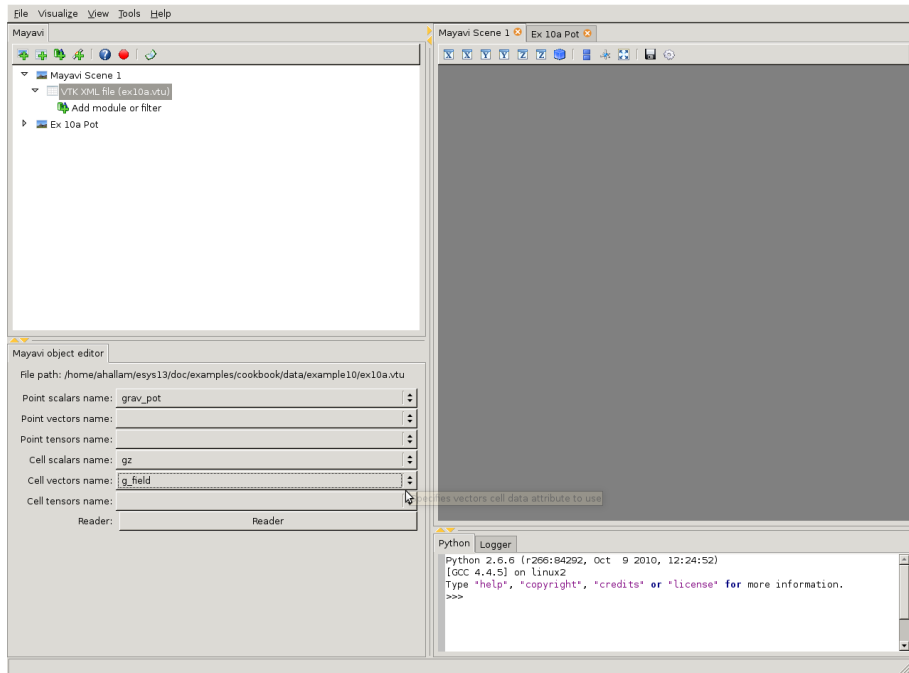 File Visualize View Tools Help
Mayavi
Mayavi Scene 1
VTK XML file (ex10a.vtu)
Add module or filter
Ex 10a Pot
Mayavi object editor
File path: /home/ahallam/esys13/doc/examples/cookbook/data/example10/ex10a.vtu
Point scalars name: grav_pot
Point vectors name:
Point tensors name:
Cell scalars name: gz
Cell vectors name: g_field
Cell tensors name:
vectors cell data attribute to use
Reader: Reader
Mayavi Scene 1 Ex 10a Pot
X X Y Y Z Z
Python Logger
Python 2.6.6 (r266:84292, Oct  9 2010, 12:24:52)
[GCC 4.4.5] on linux2
Type "help", "copyright", "credits" or "license" for more information.
>>>